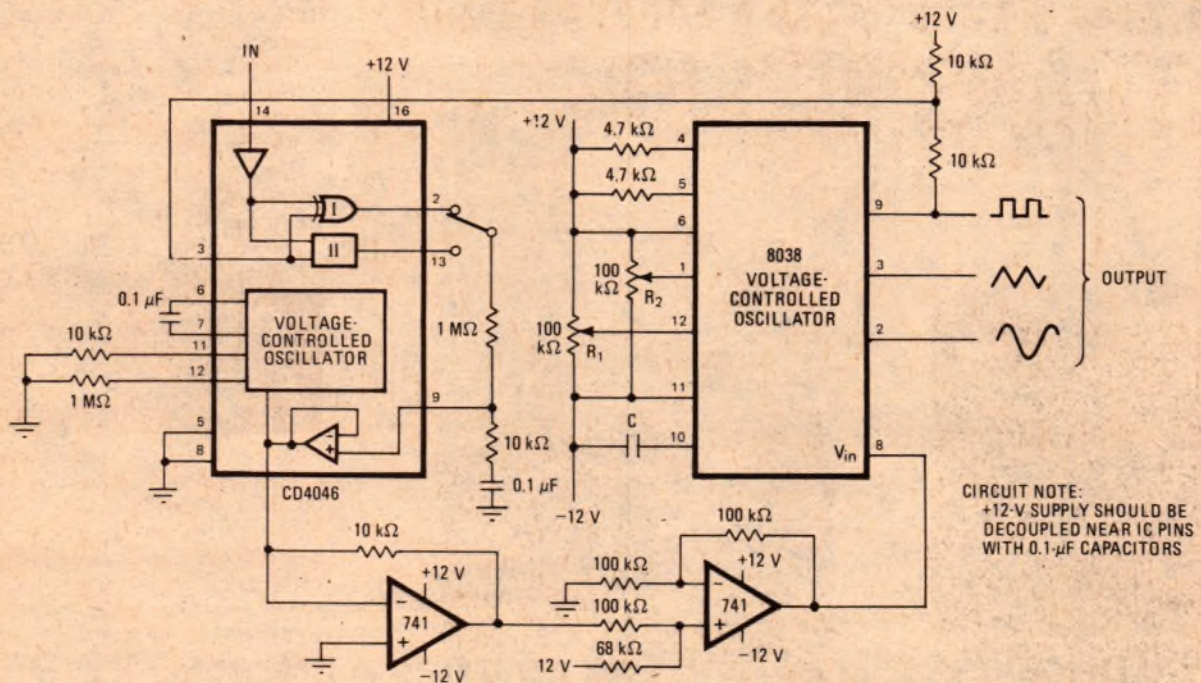 IN
+12 V
14
16
I
2
3
II
13
6
0.1 µF
7
VOLTAGE-
CONTROLLED
OSCILLATOR
10 kΩ
11
12
1 MΩ
1 MΩ
9
5
8
10 kΩ
0.1 µF
CD4046
+12 V
10 kΩ
10 kΩ
+12 V
4.7 kΩ
4
4.7 kΩ
5
6
100
kΩ
R2
1
100
kΩ
R1
12
11
C
10
−12 V
8038
VOLTAGE-
CONTROLLED
OSCILLATOR
9
3
2
OUTPUT
8
Vin
CIRCUIT NOTE:
+12-V SUPPLY SHOULD BE
DECOUPLED NEAR IC PINS
WITH 0.1-µF CAPACITORS
10 kΩ
+12 V
−
741
+
−12 V
100 kΩ
100 kΩ
100 kΩ
68 kΩ
12 V
+12 V
−
741
+
−12 V